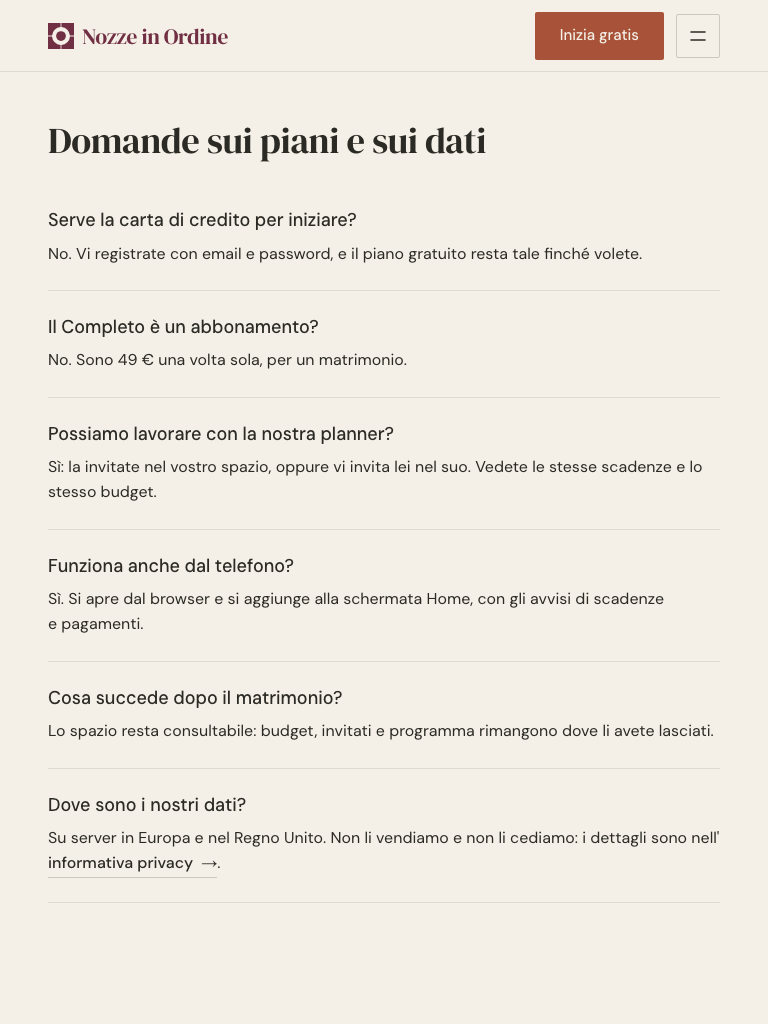 Nozze in Ordine
Inizia gratis
Domande sui piani e sui dati
Serve la carta di credito per iniziare?
No. Vi registrate con email e password, e il piano gratuito resta tale finché volete.
Il Completo è un abbonamento?
No. Sono 49 € una volta sola, per un matrimonio.
Possiamo lavorare con la nostra planner?
Sì: la invitate nel vostro spazio, oppure vi invita lei nel suo. Vedete le stesse scadenze e lo
stesso budget.
Funziona anche dal telefono?
Sì. Si apre dal browser e si aggiunge alla schermata Home, con gli avvisi di scadenze
e pagamenti.
Cosa succede dopo il matrimonio?
Lo spazio resta consultabile: budget, invitati e programma rimangono dove li avete lasciati.
Dove sono i nostri dati?
Su server in Europa e nel Regno Unito. Non li vendiamo e non li cediamo: i dettagli sono nell'
informativa privacy →.